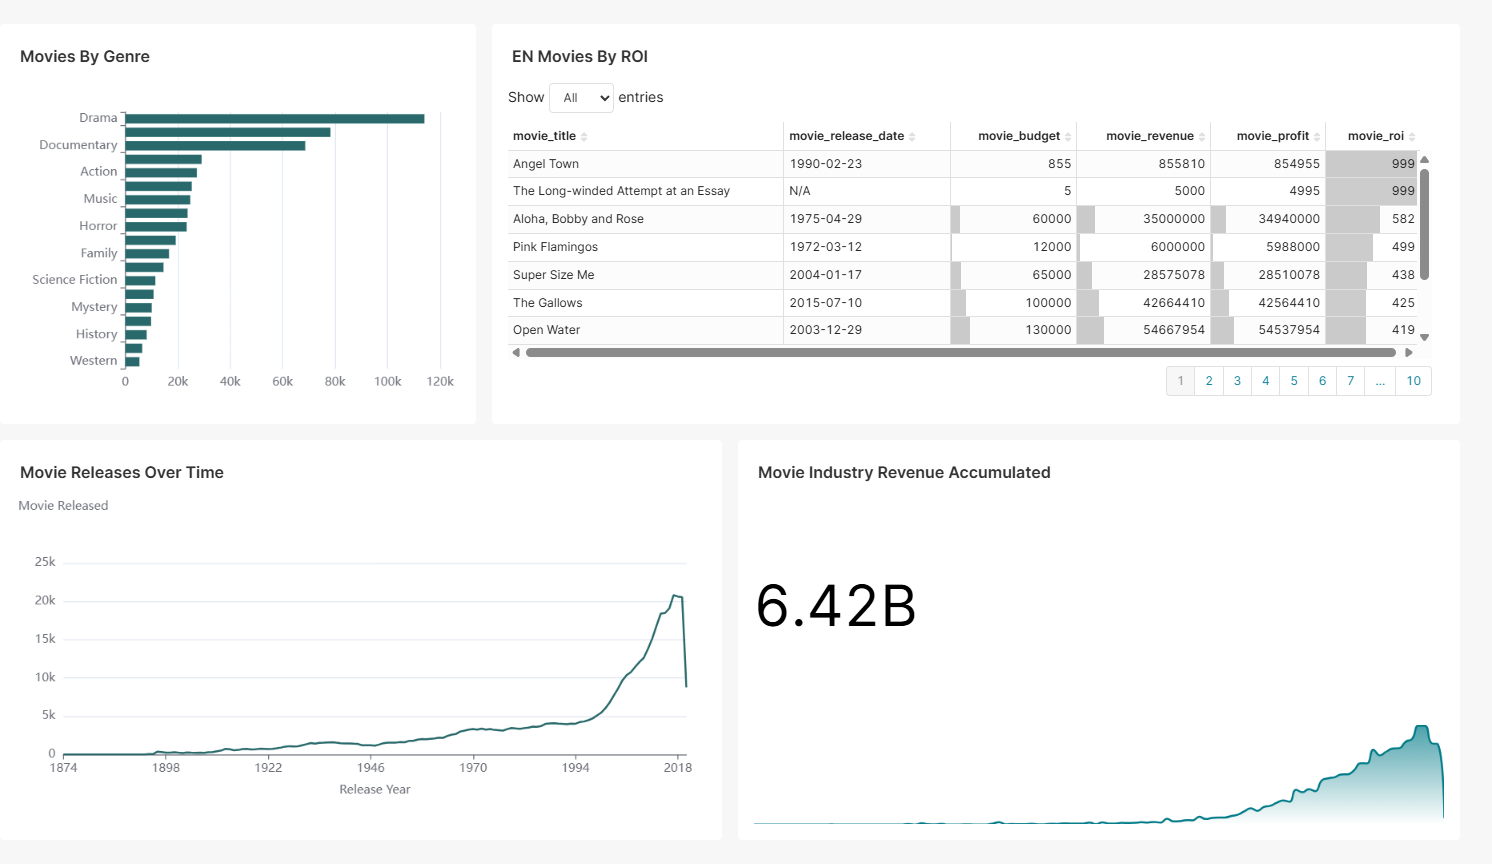 Movies By Genre
Drama
Documentary
Action
Music
Horror
Family
Science Fiction
Mystery
History
Western
0 20k 40k 60k 80k 100k 120k
EN Movies By ROI
Show All entries
movie_title movie_release_date movie_budget movie_revenue movie_profit movie_roi
Angel Town 1990-02-23 855 855810 854955 999
The Long-winded Attempt at an Essay N/A 5 5000 4995 999
Aloha, Bobby and Rose 1975-04-29 60000 35000000 34940000 582
Pink Flamingos 1972-03-12 12000 6000000 5988000 499
Super Size Me 2004-01-17 65000 28575078 28510078 438
The Gallows 2015-07-10 100000 42664410 42564410 425
Open Water 2003-12-29 130000 54667954 54537954 419
1 2 3 4 5 6 7 ... 10
Movie Releases Over Time
Movie Released
25k
20k
15k
10k
5k
0
1874 1898 1922 1946 1970 1994 2018
Release Year
Movie Industry Revenue Accumulated
6.42B